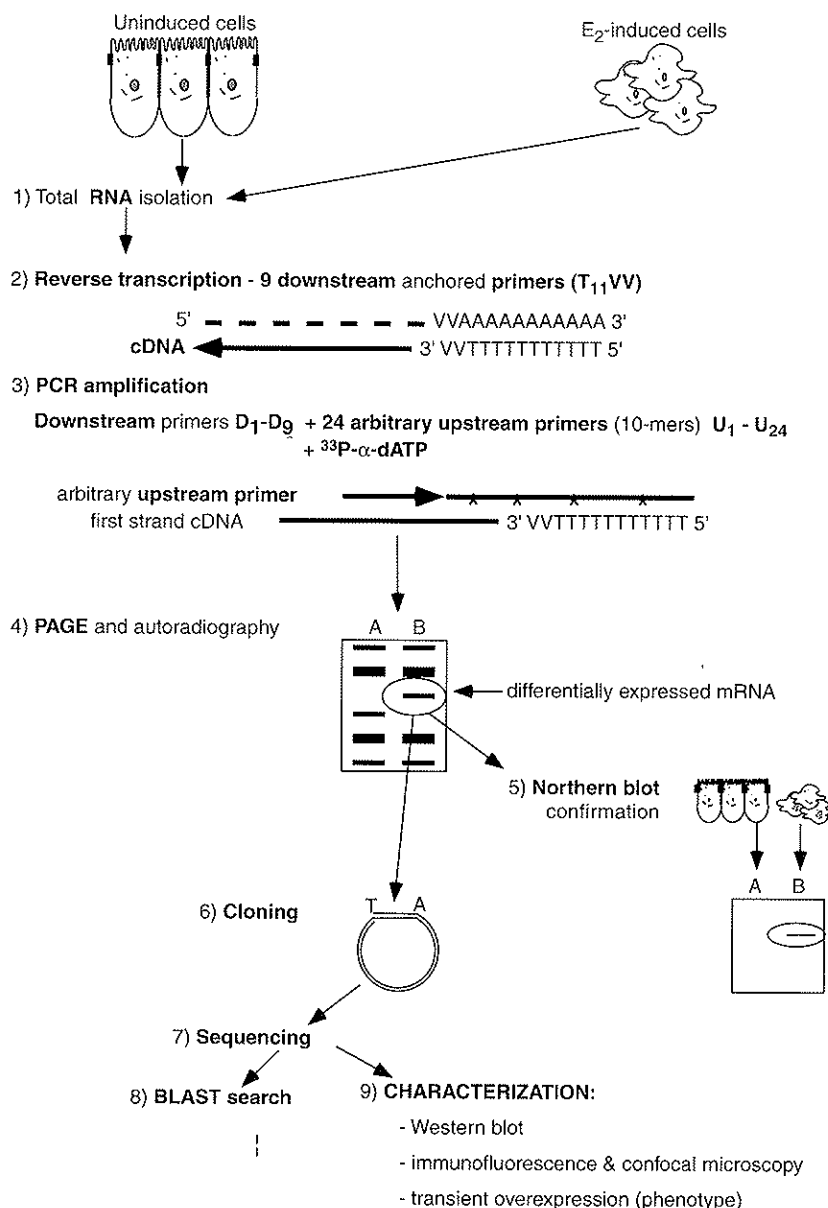 Uninduced cells
E2-induced cells
1) Total RNA isolation
2) Reverse transcription - 9 downstream anchored primers (T11VV)
5' VVAAAAAAAAAAA 3'
cDNA 3' VVTTTTTTTTTTT 5'
3) PCR amplification
Downstream primers D1-D9 + 24 arbitrary upstream primers (10-mers) U1 - U24
+ 33P-α-dATP
arbitrary upstream primer
first strand cDNA 3' VVTTTTTTTTTTT 5'
4) PAGE and autoradiography
A B
differentially expressed mRNA
5) Northern blot
confirmation
A B
6) Cloning
T A
7) Sequencing
8) BLAST search
9) CHARACTERIZATION:
- Western blot
- immunofluorescence & confocal microscopy
- transient overexpression (phenotype)